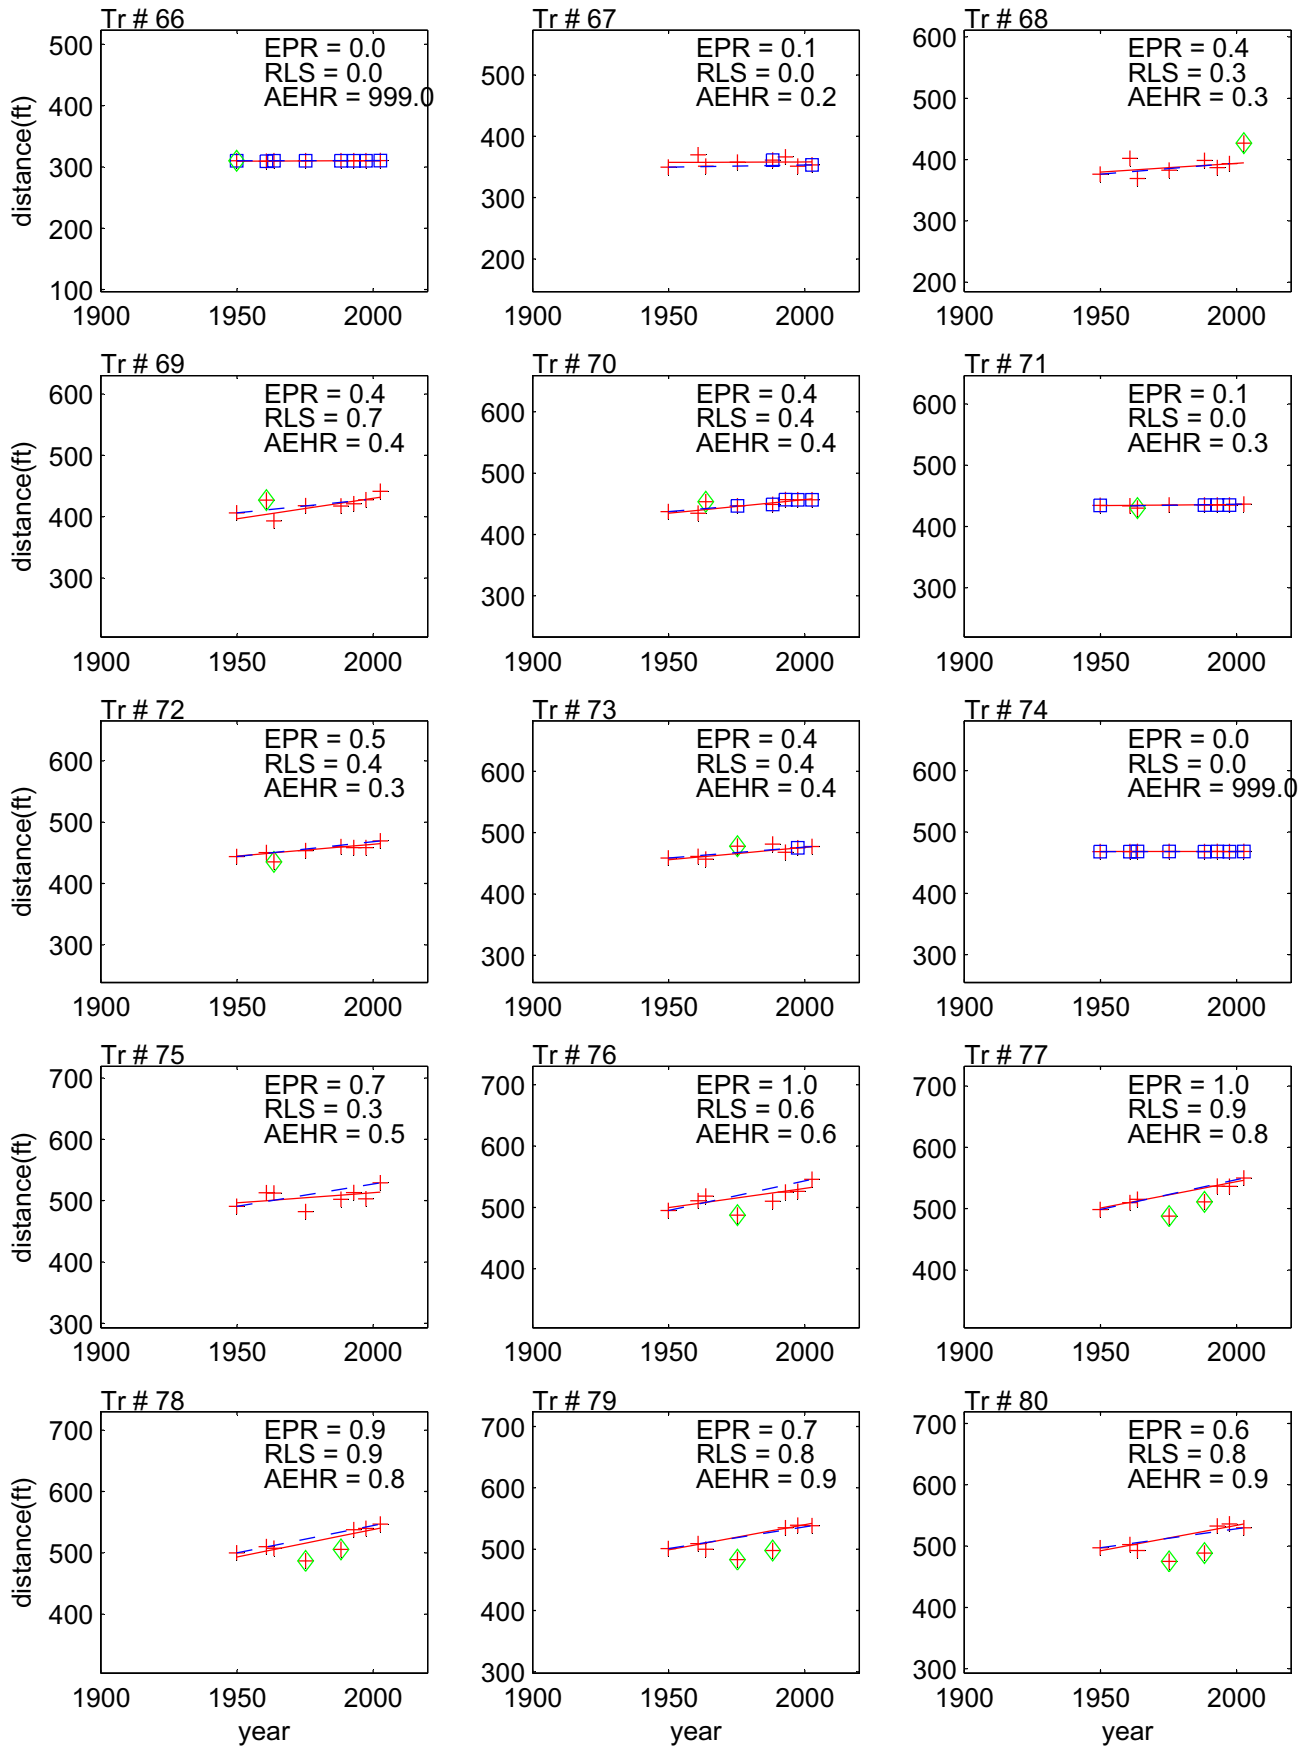 Tr # 66
EPR = 0.0
RLS = 0.0
AEHR = 999.0
500
400
300
200
100
distance(ft)
1900
1950
2000
Tr # 67
EPR = 0.1
RLS = 0.0
AEHR = 0.2
500
400
300
200
1900
1950
2000
Tr # 68
EPR = 0.4
RLS = 0.3
AEHR = 0.3
600
500
400
300
200
1900
1950
2000
Tr # 69
EPR = 0.4
RLS = 0.7
AEHR = 0.4
600
500
400
300
distance(ft)
1900
1950
2000
Tr # 70
EPR = 0.4
RLS = 0.4
AEHR = 0.4
600
500
400
300
1900
1950
2000
Tr # 71
EPR = 0.1
RLS = 0.0
AEHR = 0.3
600
500
400
300
1900
1950
2000
Tr # 72
EPR = 0.5
RLS = 0.4
AEHR = 0.3
600
500
400
300
distance(ft)
1900
1950
2000
Tr # 73
EPR = 0.4
RLS = 0.4
AEHR = 0.4
600
500
400
300
1900
1950
2000
Tr # 74
EPR = 0.0
RLS = 0.0
AEHR = 999.0
600
500
400
300
1900
1950
2000
Tr # 75
EPR = 0.7
RLS = 0.3
AEHR = 0.5
700
600
500
400
300
distance(ft)
1900
1950
2000
Tr # 76
EPR = 1.0
RLS = 0.6
AEHR = 0.6
700
600
500
400
1900
1950
2000
Tr # 77
EPR = 1.0
RLS = 0.9
AEHR = 0.8
700
600
500
400
1900
1950
2000
Tr # 78
EPR = 0.9
RLS = 0.9
AEHR = 0.8
700
600
500
400
distance(ft)
1900
1950
2000
year
Tr # 79
EPR = 0.7
RLS = 0.8
AEHR = 0.9
700
600
500
400
300
1900
1950
2000
year
Tr # 80
EPR = 0.6
RLS = 0.8
AEHR = 0.9
700
600
500
400
300
1900
1950
2000
year